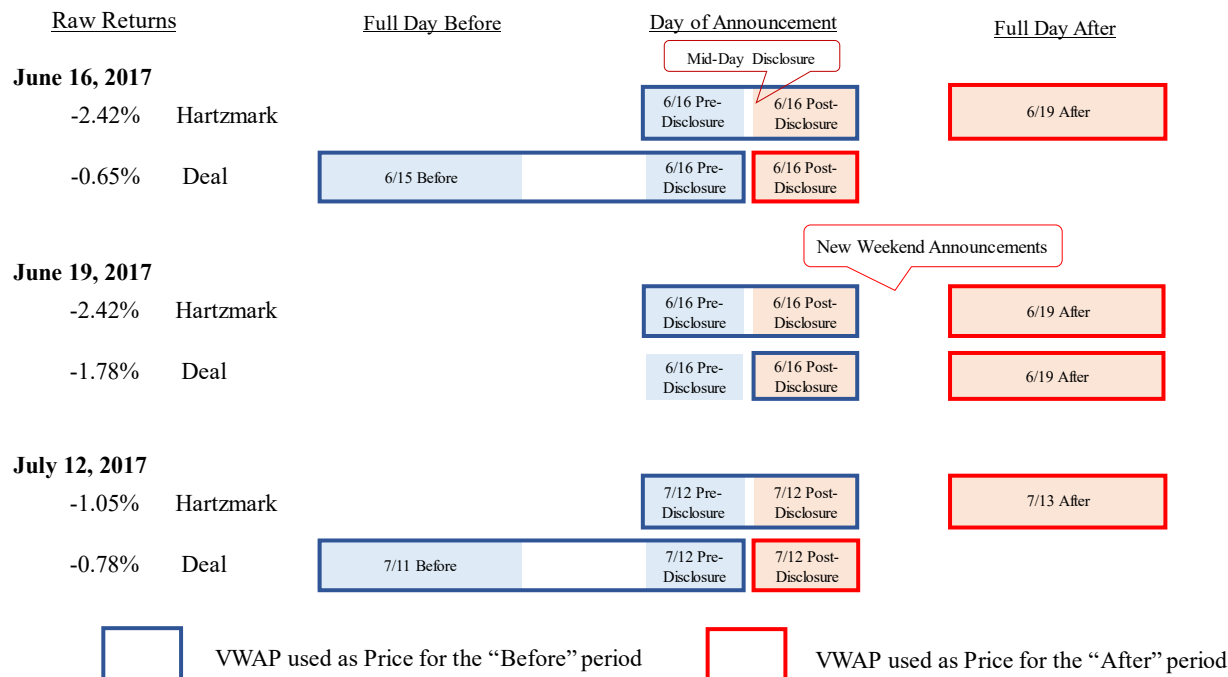 Raw Returns
Full Day Before
Day of Announcement
Full Day After
Mid-Day Disclosure
June 16, 2017
-2.42% Hartzmark
6/16 Pre-
Disclosure
6/16 Post-
Disclosure
6/19 After
-0.65% Deal
6/15 Before
6/16 Pre-
Disclosure
6/16 Post-
Disclosure
New Weekend Announcements
June 19, 2017
-2.42% Hartzmark
6/16 Pre-
Disclosure
6/16 Post-
Disclosure
6/19 After
-1.78% Deal
6/16 Pre-
Disclosure
6/16 Post-
Disclosure
6/19 After
July 12, 2017
-1.05% Hartzmark
7/12 Pre-
Disclosure
7/12 Post-
Disclosure
7/13 After
-0.78% Deal
7/11 Before
7/12 Pre-
Disclosure
7/12 Post-
Disclosure
VWAP used as Price for the “Before” period
VWAP used as Price for the “After” period